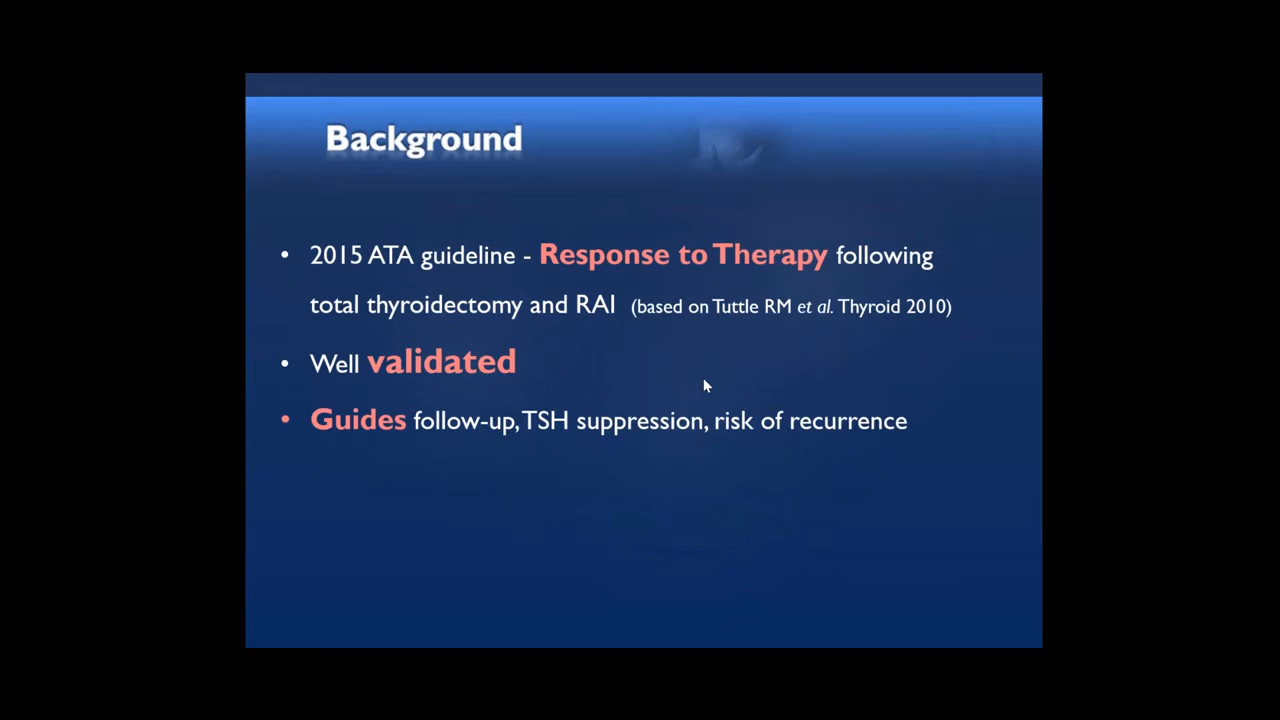 Background
• 2015 ATA guideline - Response to Therapy following
total thyroidectomy and RAI (based on Tuttle RM et al. Thyroid 2010)
• Well validated
• Guides follow-up, TSH suppression, risk of recurrence